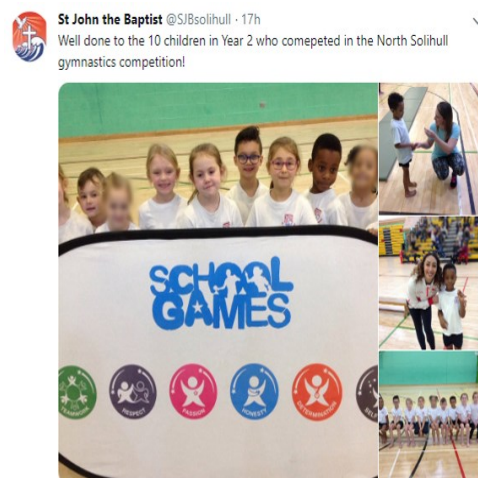 St John the Baptist @SJBsolihull · 17h
Well done to the 10 children in Year 2 who comepeted in the North Solihull
gymnastics competition!
SCHOOL
GAMES
TEAMWORK
RESPECT
PASSION
HONESTY
DETERMINATION